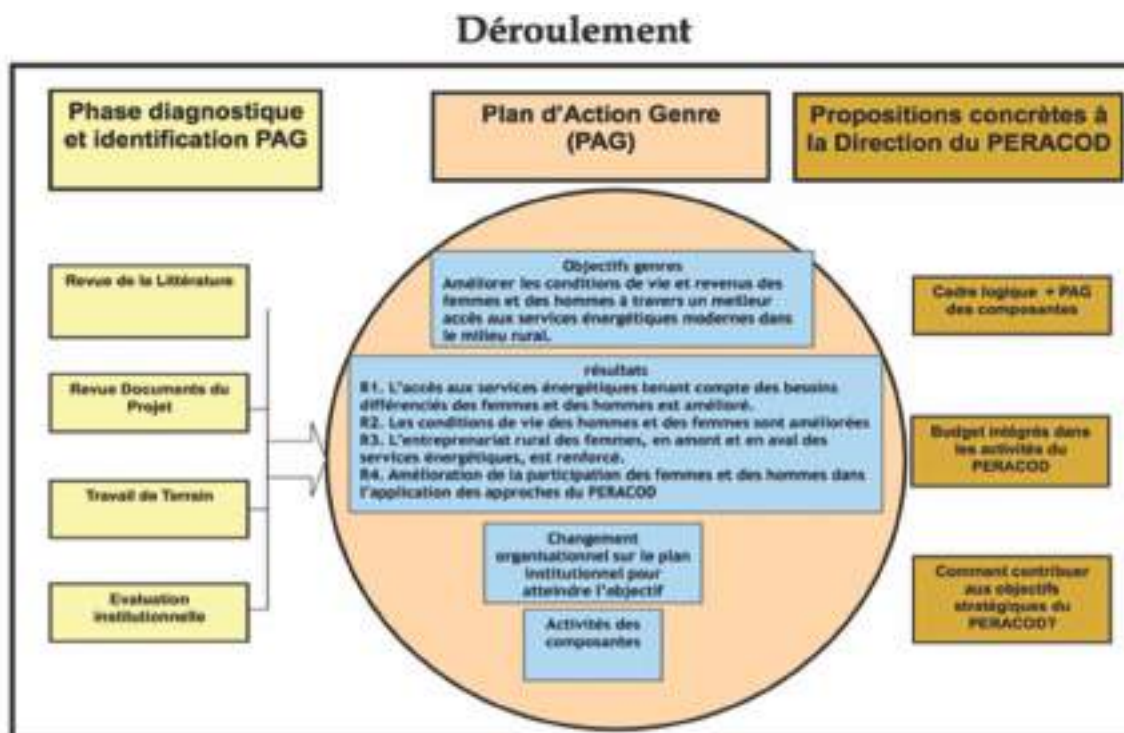 Déroulement
Phase diagnostique
et identification PAG
Plan d'Action Genre
(PAG)
Propositions concrètes à
la Direction du PERACOD
Revue de la Littérature
Revue Documents du
Projet
Travail de Terrain
Evaluation
institutionnelle
Objectifs genres
Améliorer les conditions de vie et revenus des
femmes et des hommes à travers un meilleur
accès aux services énergétiques modernes dans
le milieu rural.
résultats
R1. L'accès aux services énergétiques tenant compte des besoins
différenciés des femmes et des hommes est amélioré.
R2. Les conditions de vie des hommes et des femmes sont améliorées
R3. L'entreprenariat rural des femmes, en amont et en aval des
services énergétiques, est renforcé.
R4. Amélioration de la participation des femmes et des hommes dans
l'application des approches du PERACOD
Changement
organisationnel sur le plan
institutionnel pour
atteindre l'objectif
Activités des
composantes
Cadre logique + PAG
des composantes
Budget intégrés dans
les activités du
PERACOD
Comment contribuer
aux objectifs
stratégiques du
PERACOD?